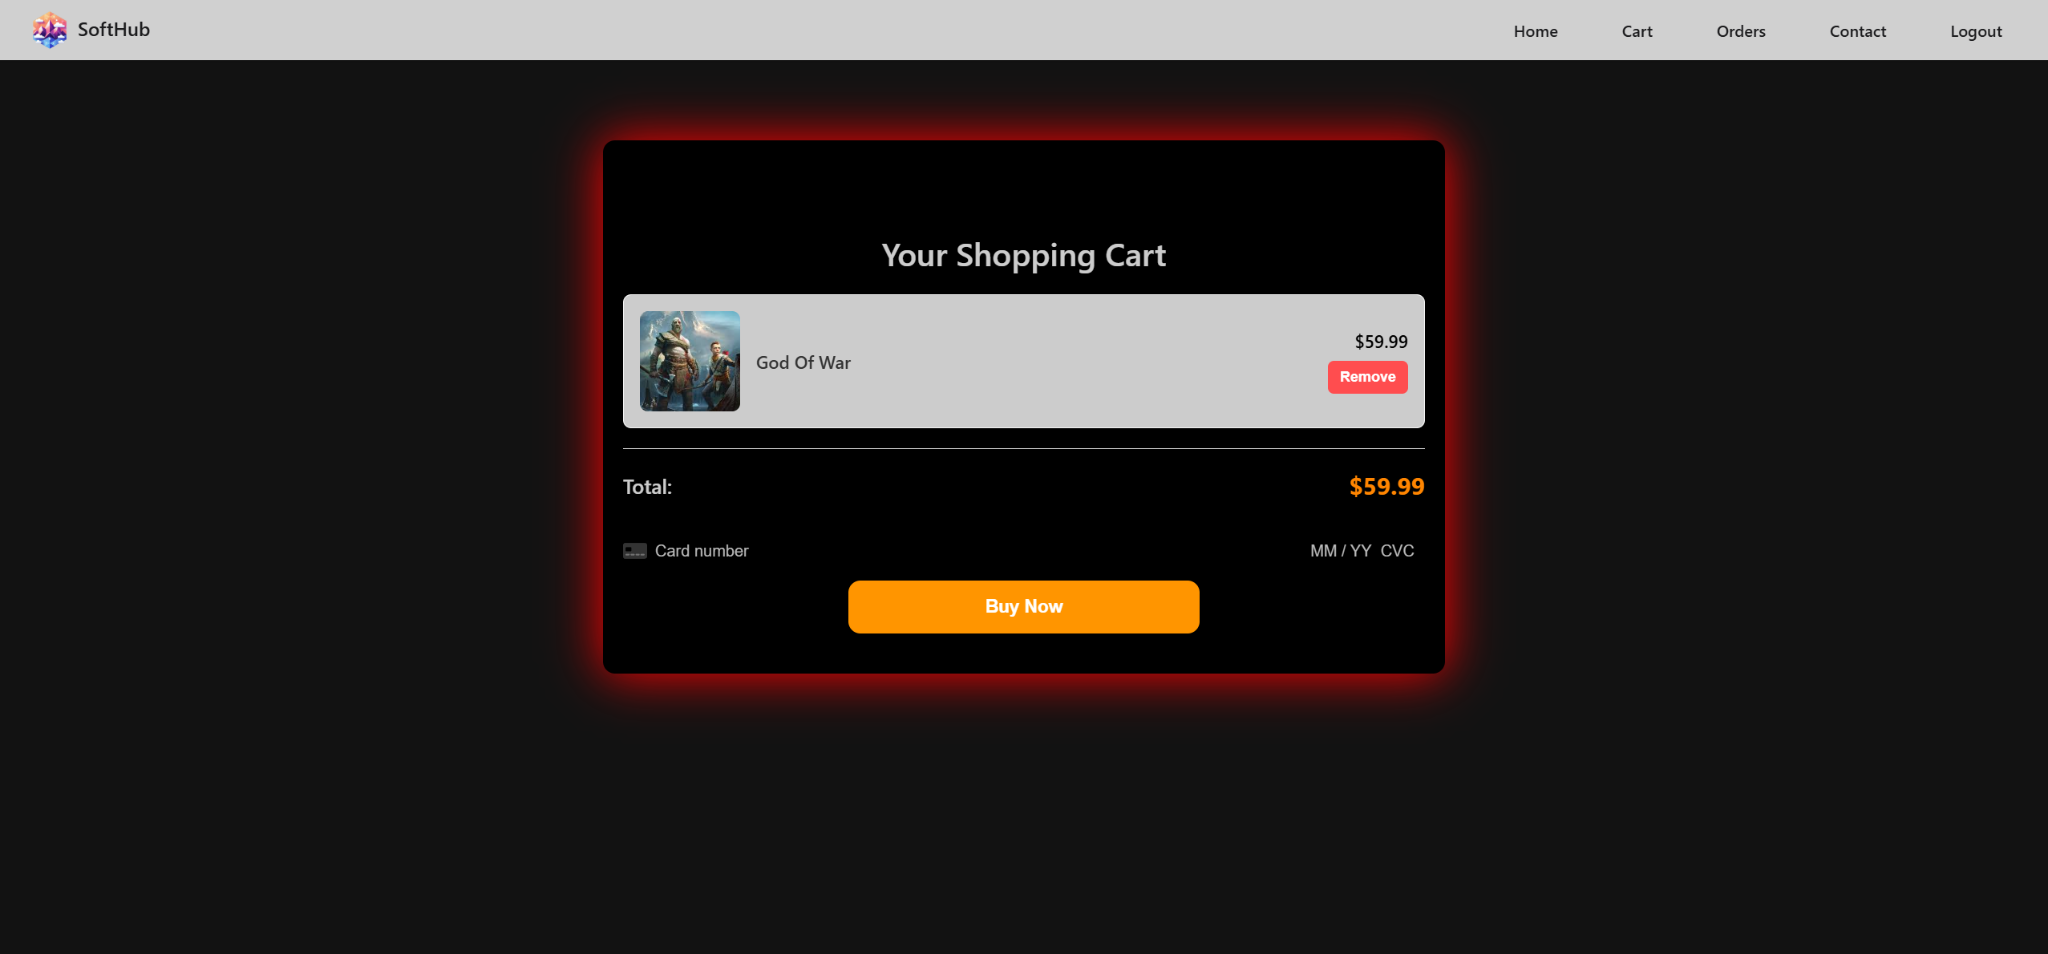 SoftHub
Home Cart Orders Contact Logout
Your Shopping Cart
God Of War
$59.99
Remove
Total: $59.99
Card number MM / YY CVC
Buy Now